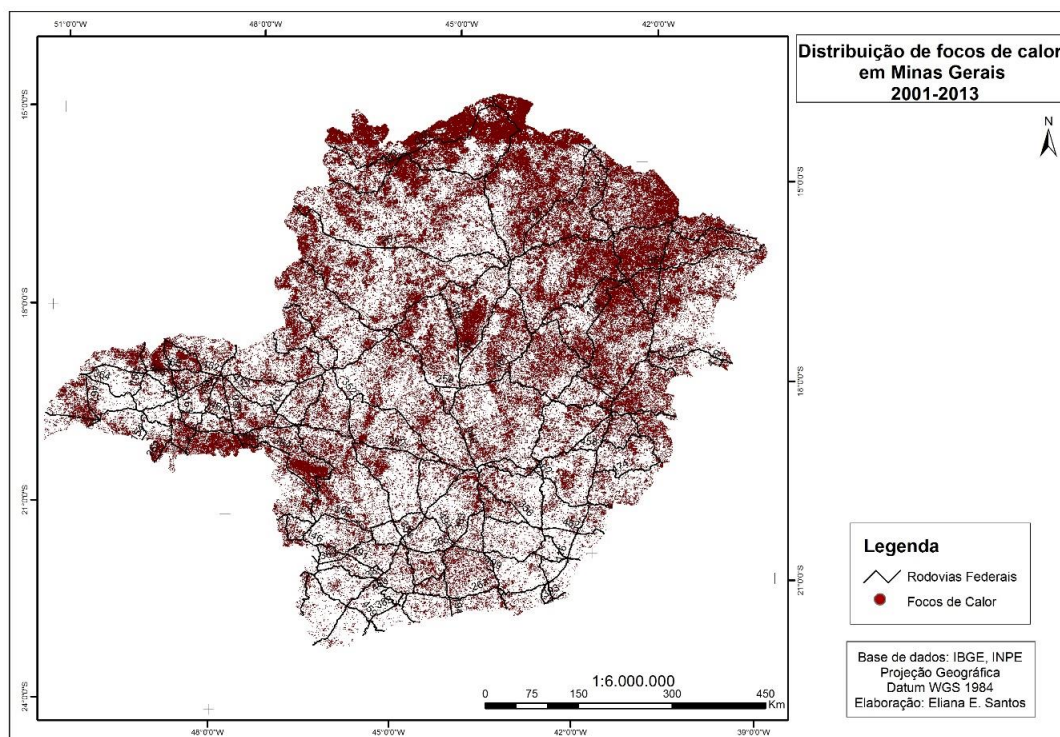 51°0'0"W 48°0'0"W 45°0'0"W 42°0'0"W
Distribuição de focos de calor
em Minas Gerais
2001-2013
N
15°0'0"S
15°0'0"S
18°0'0"S
18°0'0"S
21°0'0"S
21°0'0"S
24°0'0"S
Legenda
Rodovias Federais
Focos de Calor
Base de dados: IBGE, INPE
Projeção Geográfica
Datum WGS 1984
Elaboração: Eliana E. Santos
1:6.000.000
0 75 150 300 450
Km
48°0'0"W 45°0'0"W 42°0'0"W 39°0'0"W